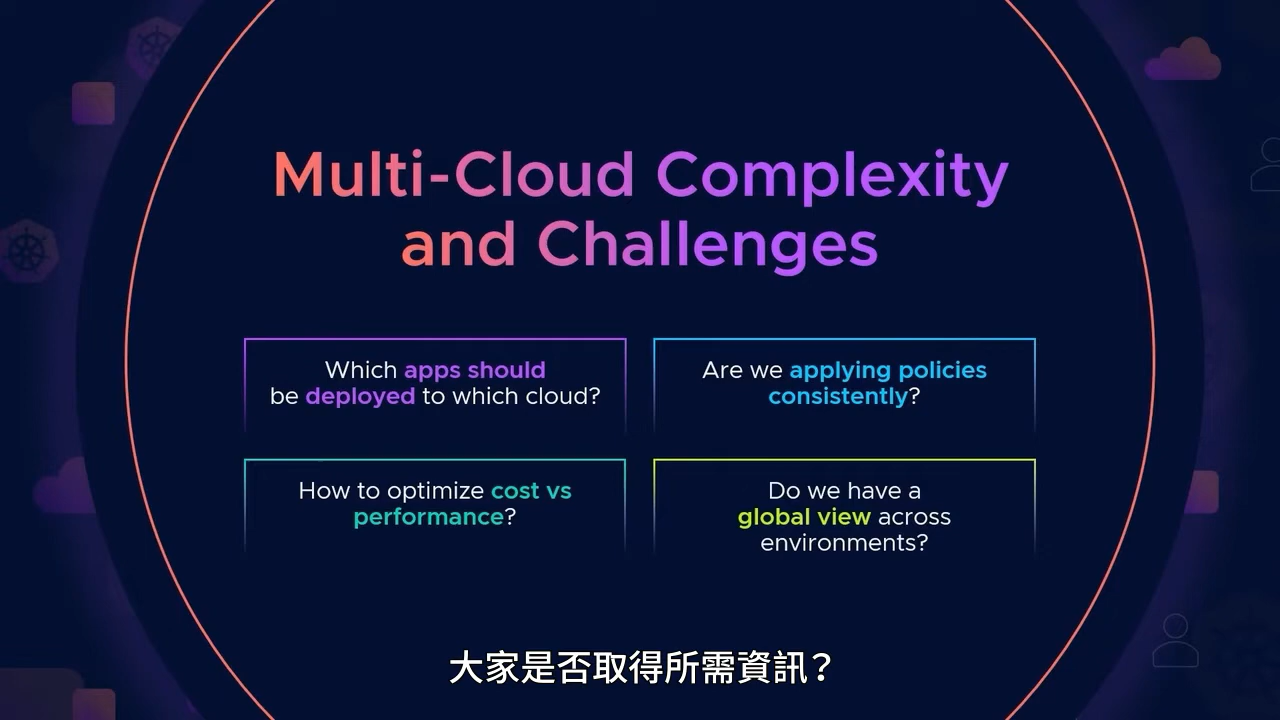 Multi-Cloud Complexity
and Challenges
Which apps should
be deployed to which cloud?
Are we applying policies
consistently?
How to optimize cost vs
performance?
Do we have a
global view across
environments?
大家是否取得所需資訊？